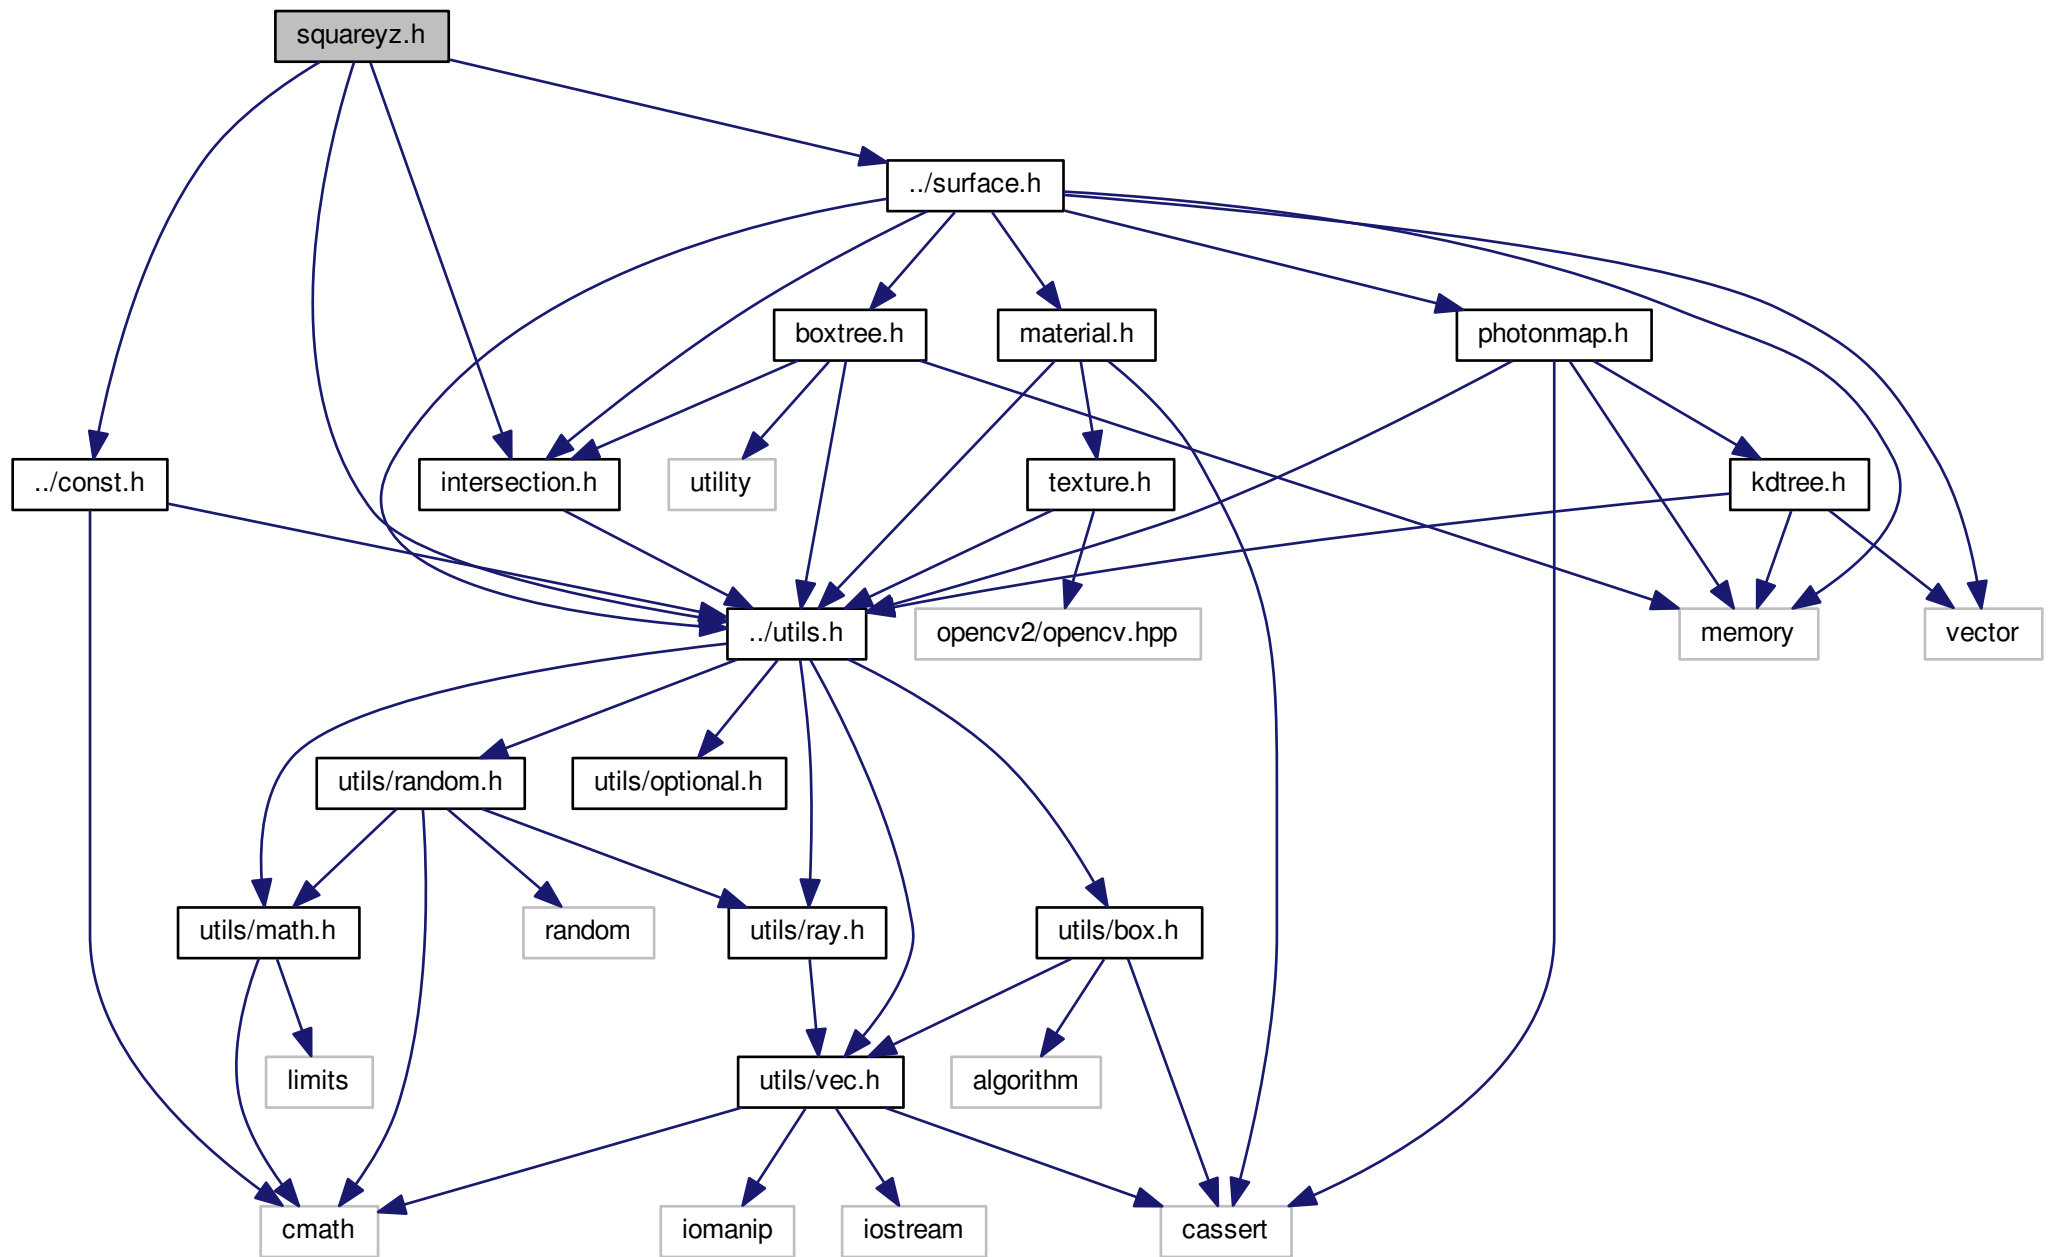 squareyz.h
../surface.h
boxtree.h
material.h
photonmap.h
../const.h
intersection.h
utility
texture.h
kdtree.h
../utils.h
opencv2/opencv.hpp
memory
vector
utils/random.h
utils/optional.h
utils/math.h
random
utils/ray.h
utils/box.h
limits
utils/vec.h
algorithm
cmath
iomanip
iostream
cassert